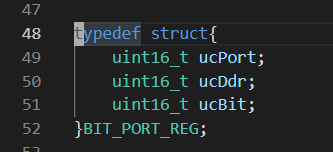 47
48 typedef struct{
49 uint16_t ucPort;
50 uint16_t ucDdr;
51 uint16_t ucBit;
52 }BIT_PORT_REG;